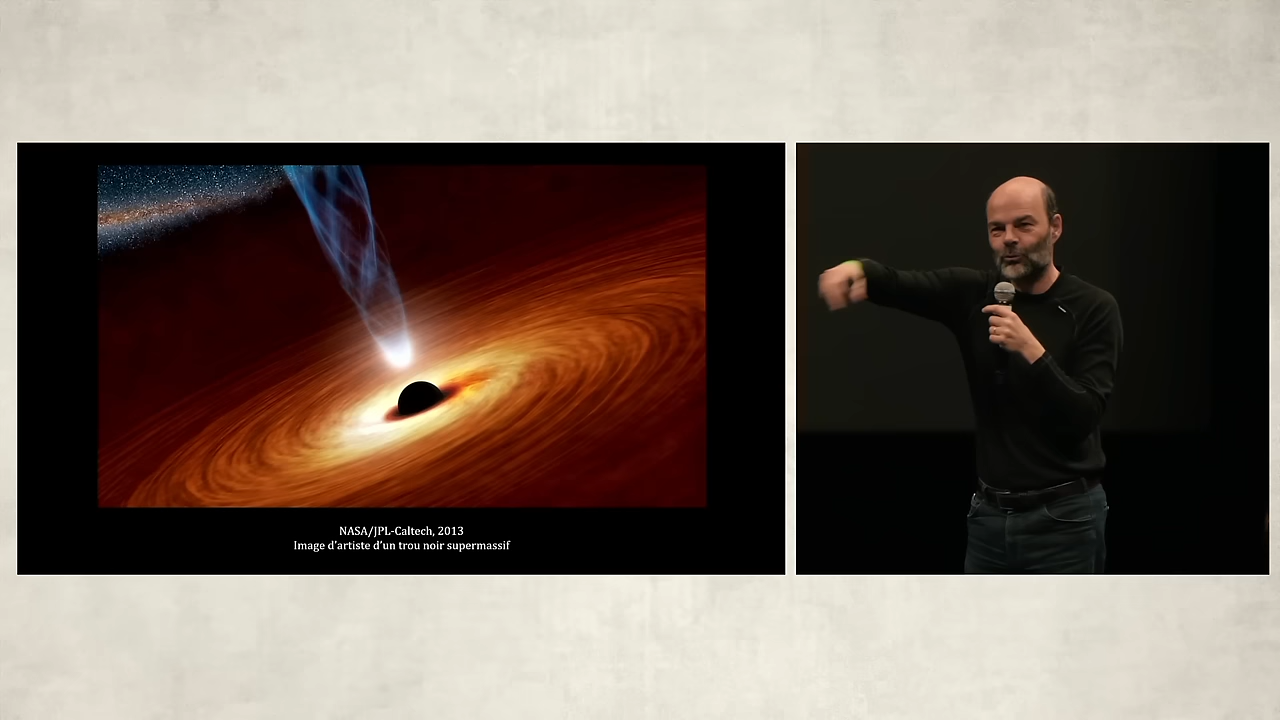 NASA/JPL-Caltech, 2013
Image d'artiste d'un trou noir supermassif